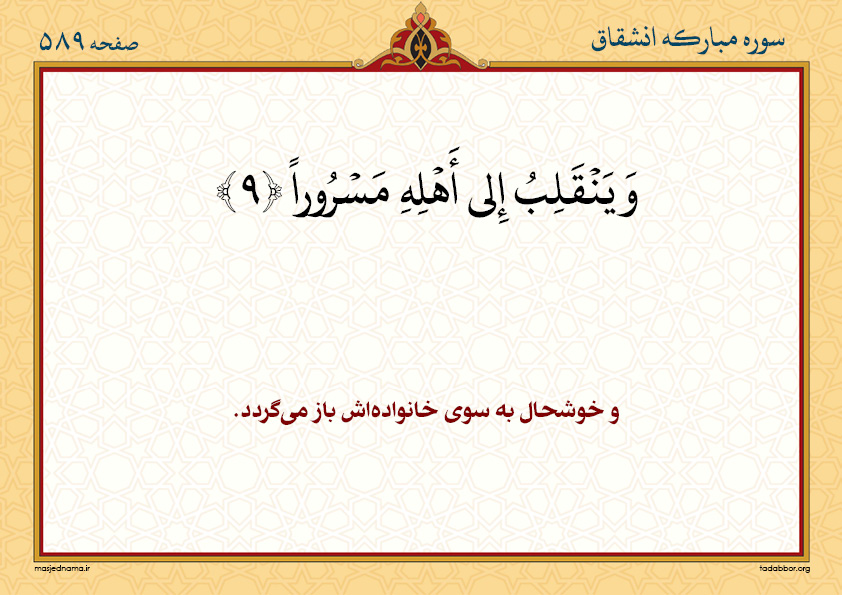 سوره مبارکه انشقاق
صفحه ۵۸۹
وَ يَنْقَلِبُ إِلى أَهْلِهِ مَسْرُوراً ﴿۹﴾
و خوشحال به سوی خانواده‌اش باز می‌گردد.
tadabbor.org
masjednama.ir